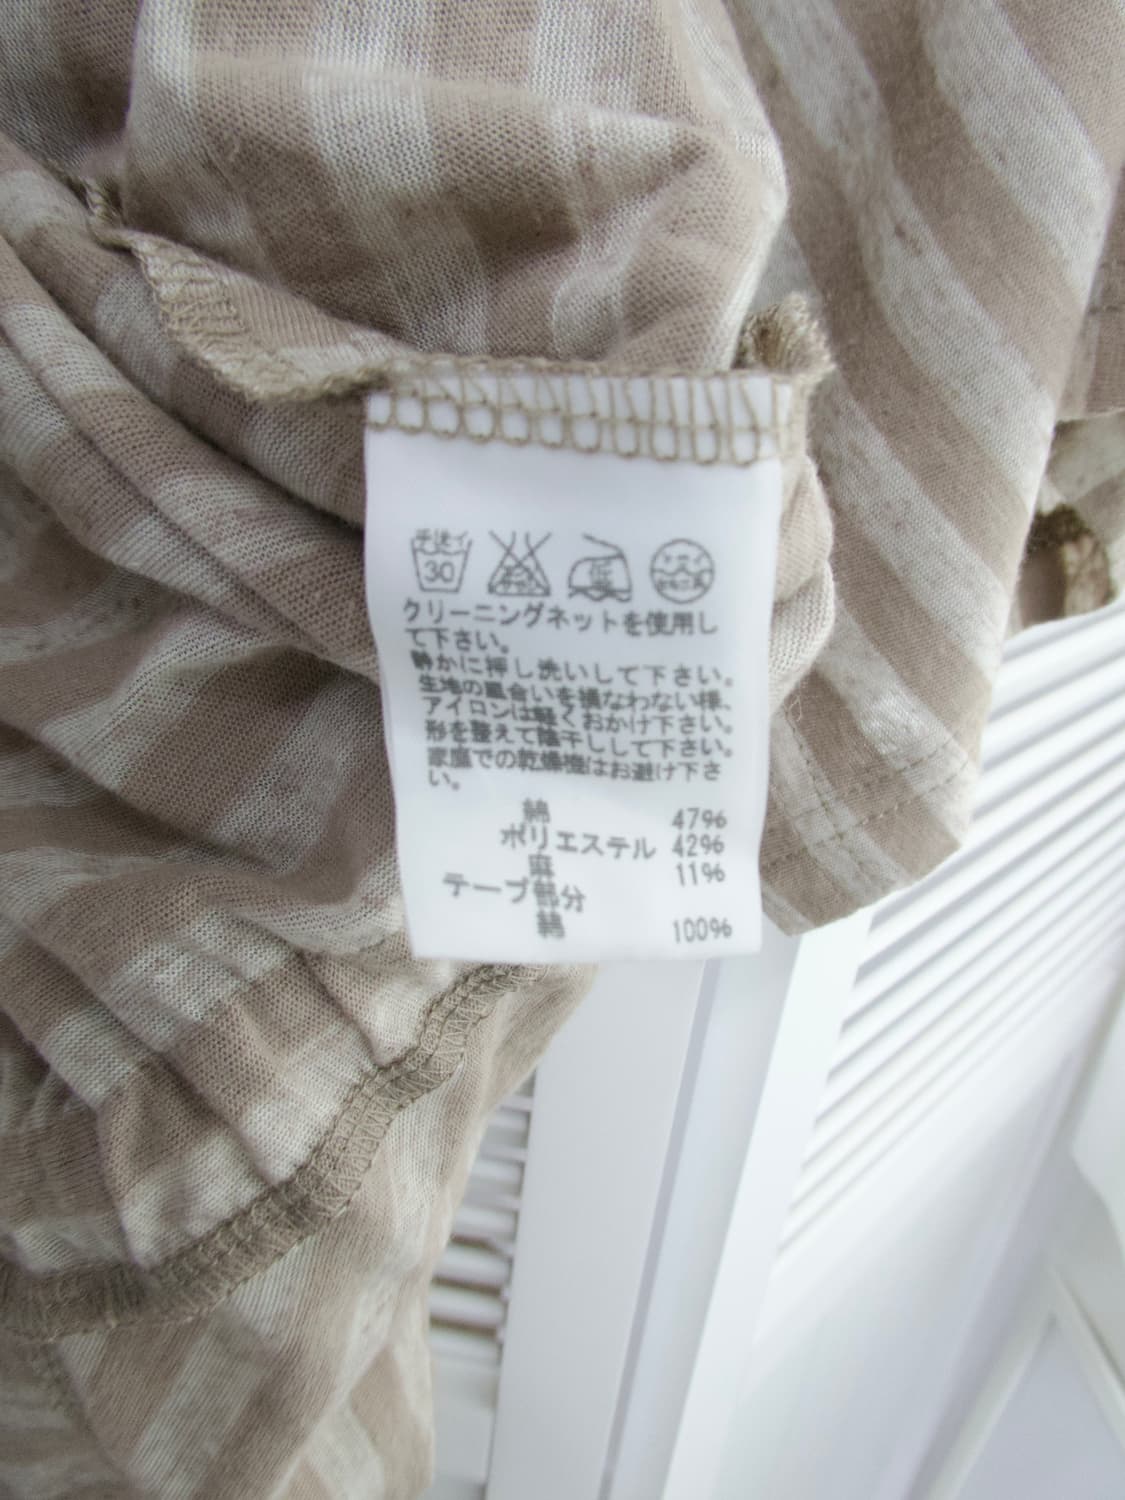 手洗イ
30
中
クリーニングネットを使用し
て下さい。
静かに押し洗いして下さい。
生地の風合いを損なわない様、
アイロンは軽くおかけ下さい。
形を整えて陰干しして下さい。
家庭での乾燥機はお避け下さ
い。
綿 47%
ポリエステル 42%
麻 11%
テープ部分
綿 100%